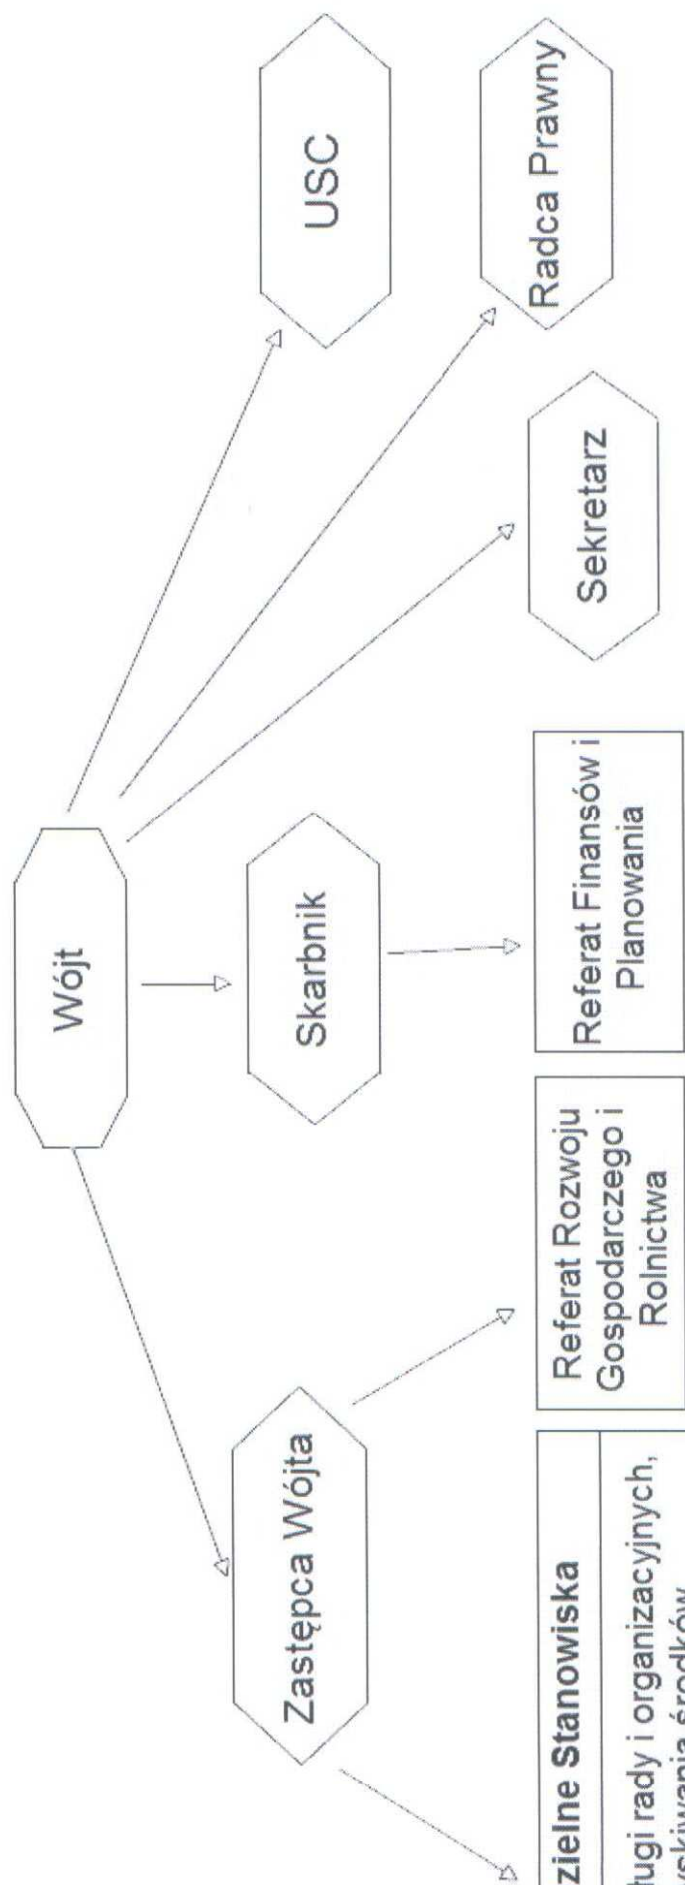 Wójt
Zastępca Wójta
Skarbnik
USC
Radca Prawny
Sekretarz
zielne Stanowiska
ługi rady i organizacyjnych,
środków
Referat Rozwoju
Gospodarczego i
Rolnictwa
Referat Finansów i
Planowania